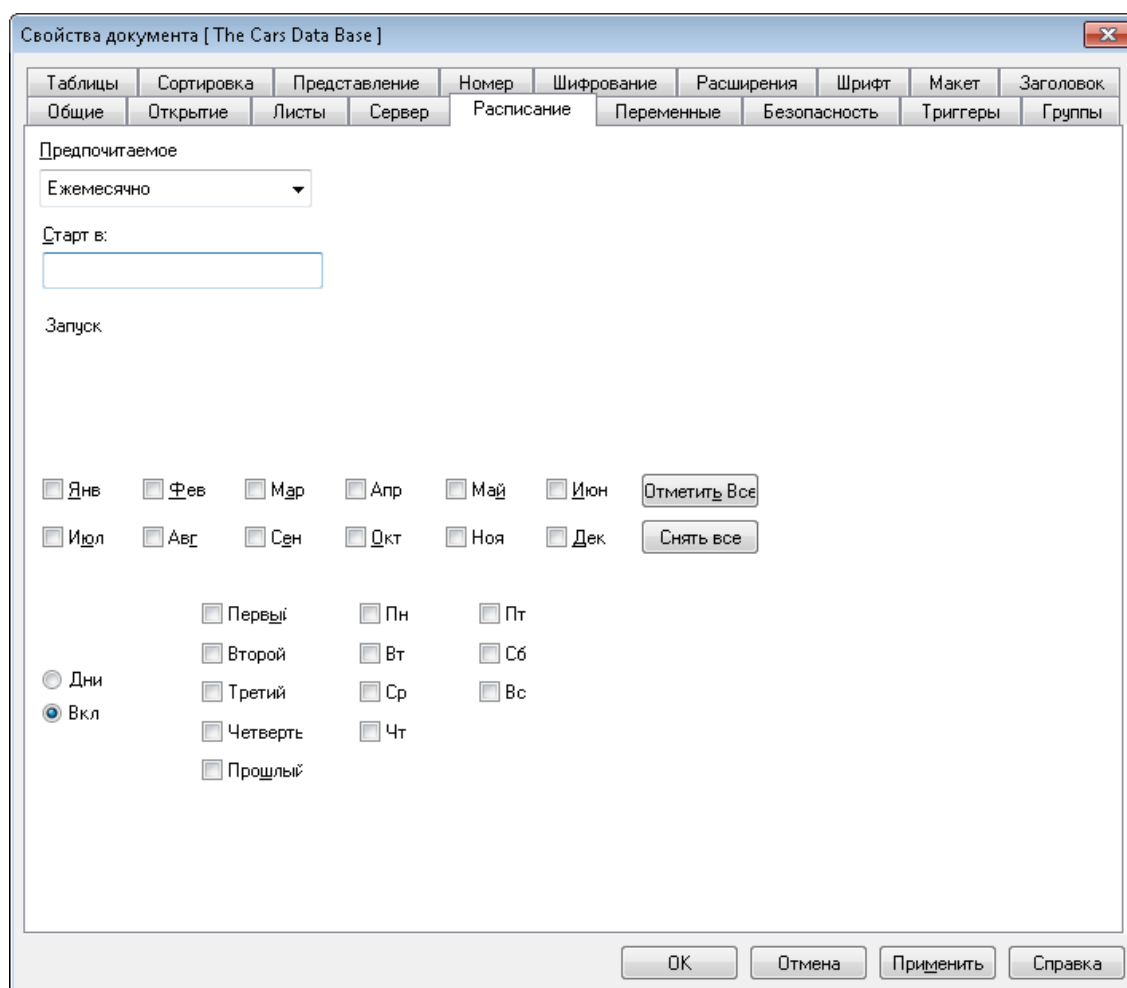 Свойства документа [ The Cars Data Base ]
Таблицы Сортировка Представление Номер Шифрование Расширения Шрифт Макет Заголовок
Общие Открытие Листы Сервер Расписание Переменные Безопасность Триггеры Группы
Предпочитаемое
Ежемесячно
Старт в:
Запуск
Янв Фев Мар Апр Май Июн Отметить Все
Июл Авг Сен Окт Ноя Дек Снять все
Первый Пн Пт
Второй Вт Сб
Дни
Третий Ср Вс
Вкл
Четверть Чт
Прошлый
OK Отмена Применить Справка